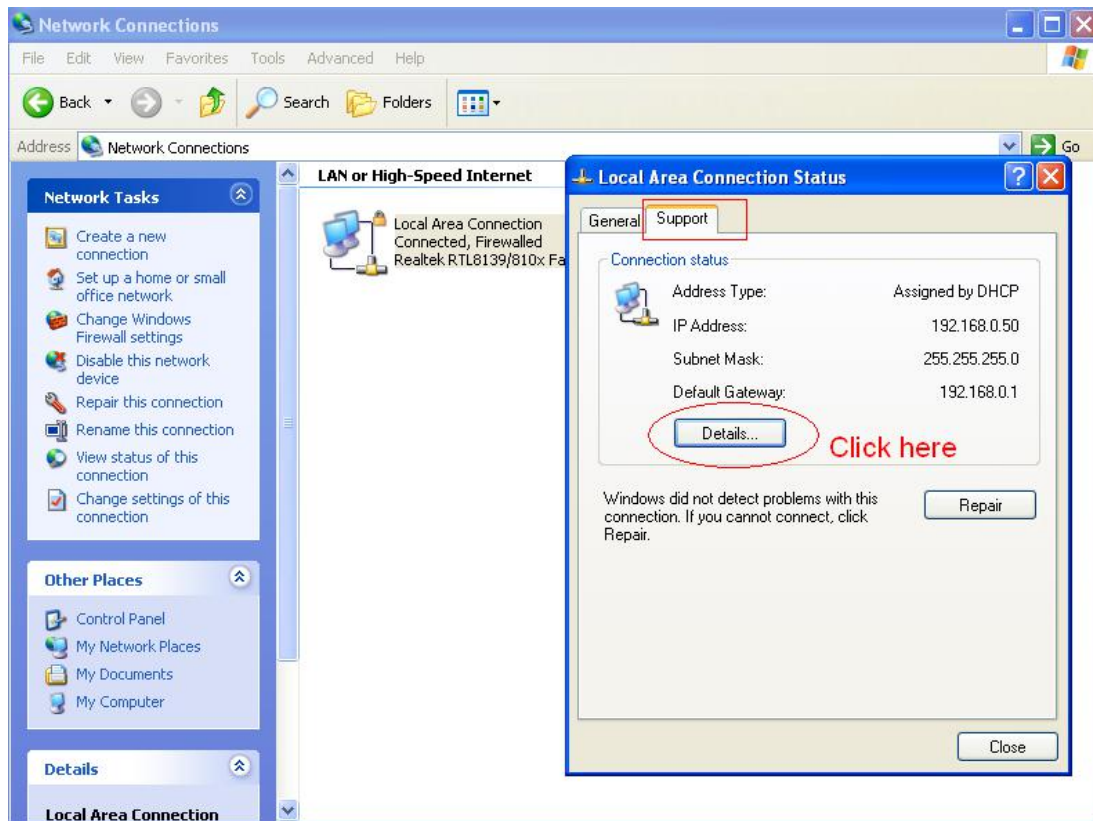 Network Connections
File Edit View Favorites Tools Advanced Help
Back Search Folders
Address Network Connections Go
Network Tasks
Create a new
connection
Set up a home or small
office network
Change Windows
Firewall settings
Disable this network
device
Repair this connection
Rename this connection
View status of this
connection
Change settings of this
connection
Other Places
Control Panel
My Network Places
My Documents
My Computer
Details
Local Area Connection
LAN or High-Speed Internet
Local Area Connection
Connected, Firewalled
Realtek RTL8139/810x Fa
Local Area Connection Status
General Support
Connection status
Address Type: Assigned by DHCP
IP Address: 192.168.0.50
Subnet Mask: 255.255.255.0
Default Gateway: 192.168.0.1
Details... Click here
Windows did not detect problems with this
connection. If you cannot connect, click
Repair.
Repair
Close